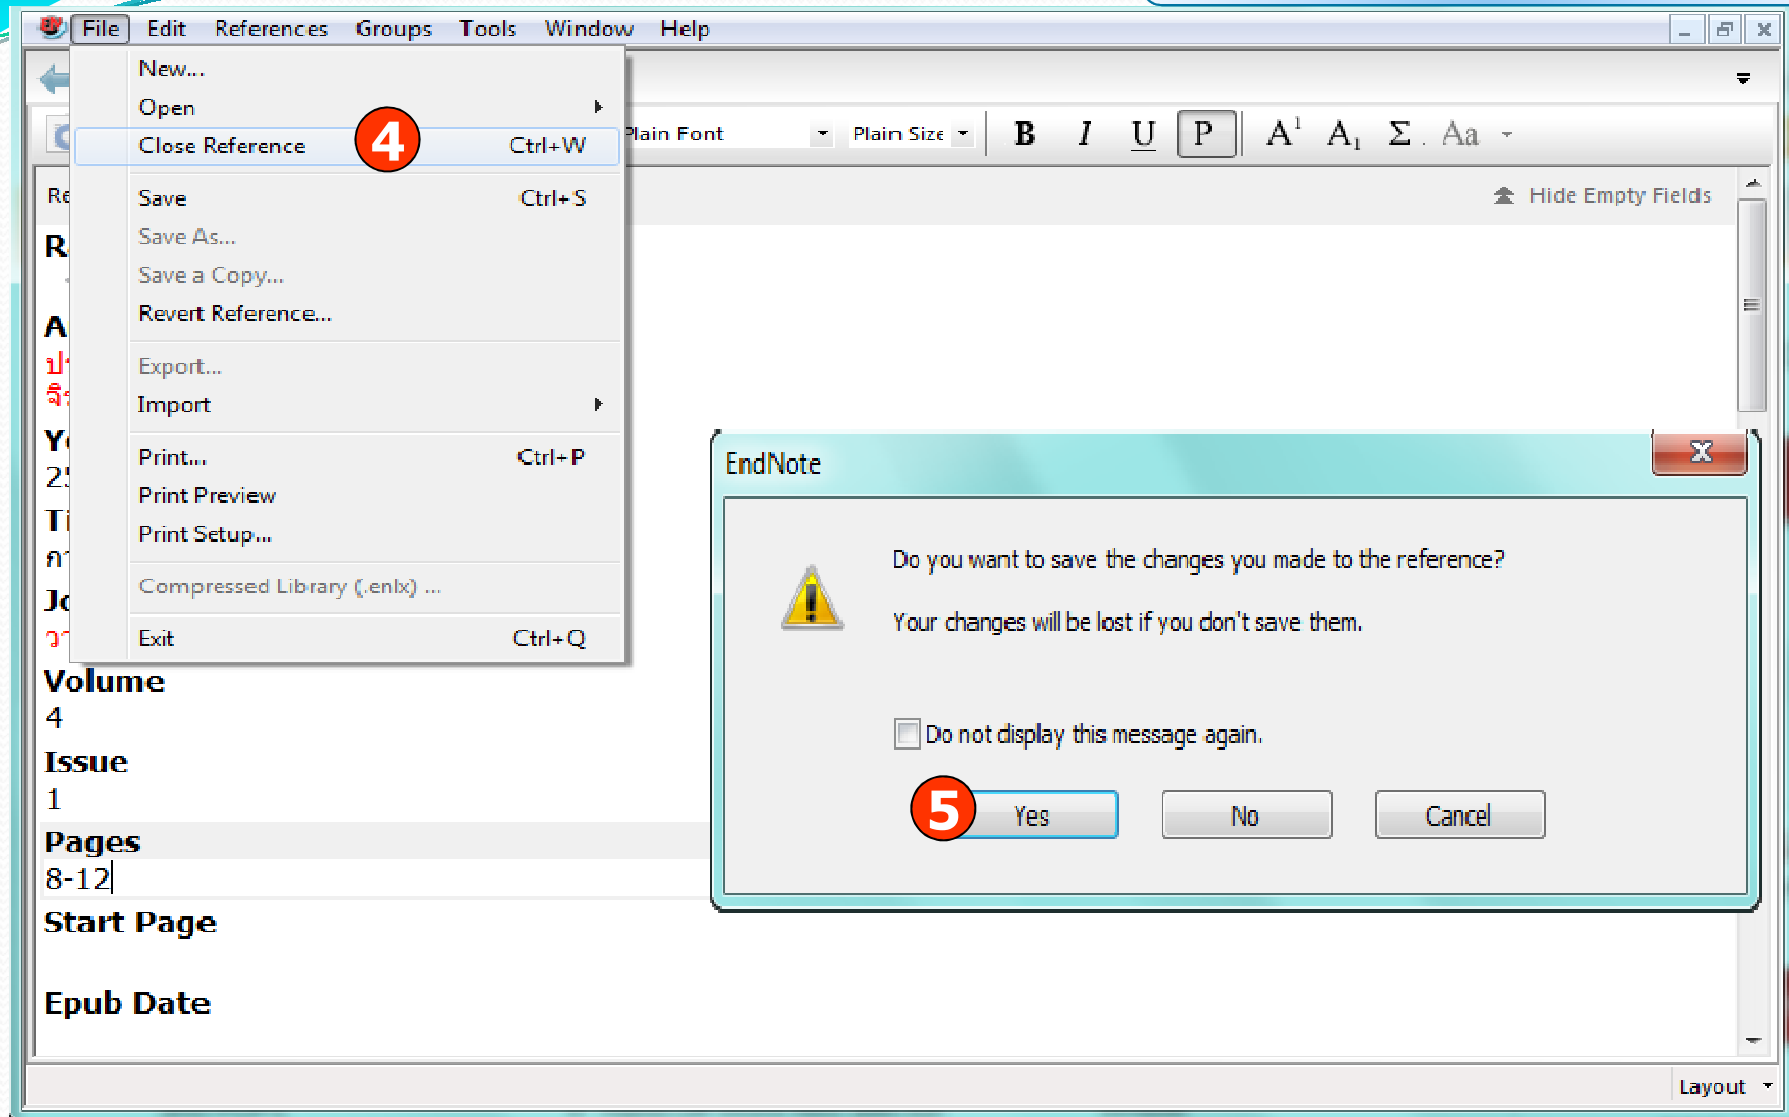 File Edit References Groups Tools Window Help
New...
Open
Close Reference Ctrl+W
4
Save Ctrl+S
Save As...
Save a Copy...
Revert Reference...
Export...
Import
Print... Ctrl+P
Print Preview
Print Setup...
Compressed Library (.enlx) ...
Exit Ctrl+Q
Plain Font Plain Size B I U P A1 A1 Σ Aa
Hide Empty Fields
Volume
4
Issue
1
Pages
8-12
Start Page
Epub Date
EndNote
Do you want to save the changes you made to the reference?
Your changes will be lost if you don't save them.
Do not display this message again.
5 Yes No Cancel
Layout